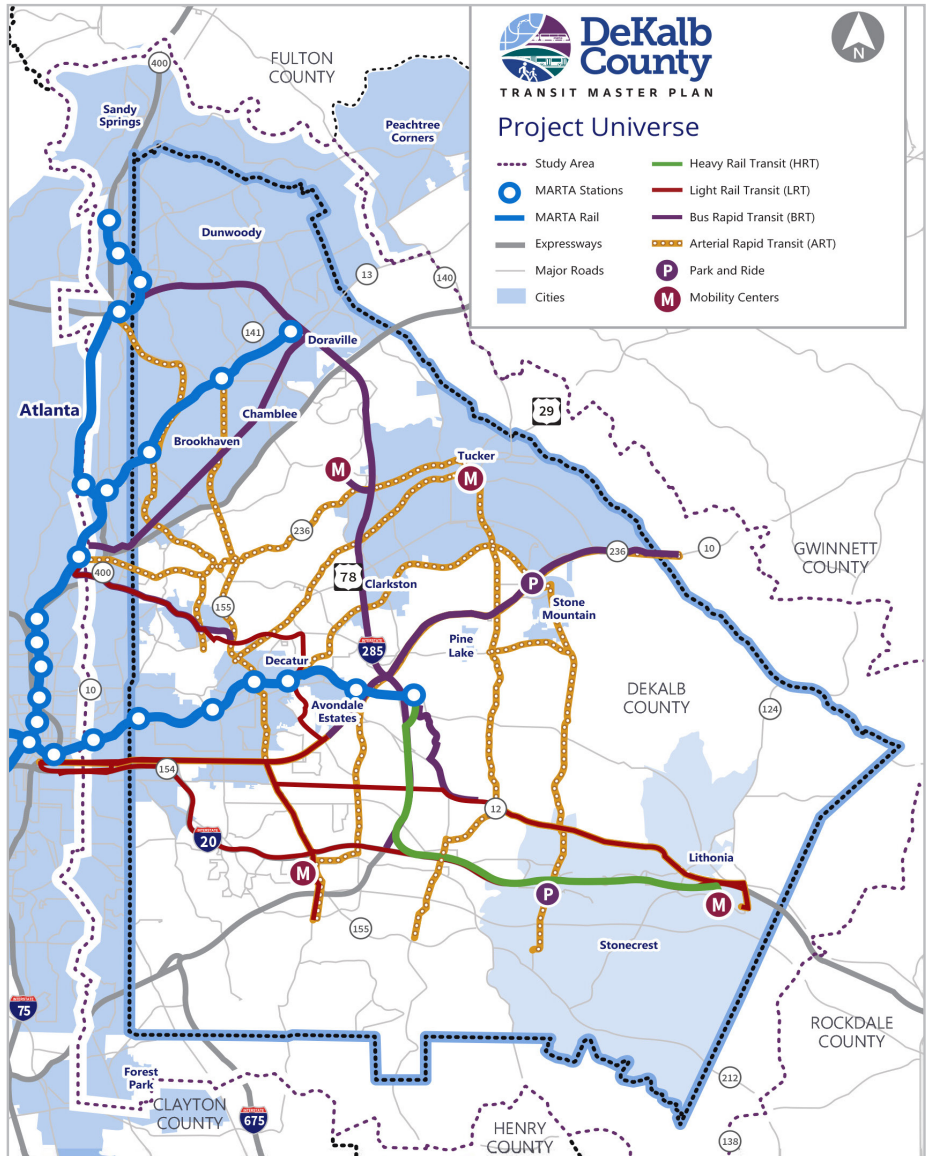 DeKalb
County
TRANSIT MASTER PLAN
N
Project Universe
Study Area
MARTA Stations
MARTA Rail
Expressways
Major Roads
Cities
Heavy Rail Transit (HRT)
Light Rail Transit (LRT)
Bus Rapid Transit (BRT)
Arterial Rapid Transit (ART)
P Park and Ride
M Mobility Centers
400
FULTON
COUNTY
Sandy
Springs
Peachtree
Corners
Dunwoody
13
140
141
Doraville
Atlanta
Chamblee
29
Brookhaven
Tucker
M
M
236
236
10
GWINNETT
COUNTY
400
78
Clarkston
P
155
Stone
Mountain
INTERSTATE
285
Pine
Lake
Decatur
10
Avondale
Estates
DEKALB
COUNTY
124
154
12
INTERSTATE
20
Lithonia
M
P
M
155
Stonecrest
INTERSTATE
75
ROCKDALE
COUNTY
Forest
Park
212
CLAYTON
COUNTY
INTERSTATE
675
HENRY
COUNTY
138